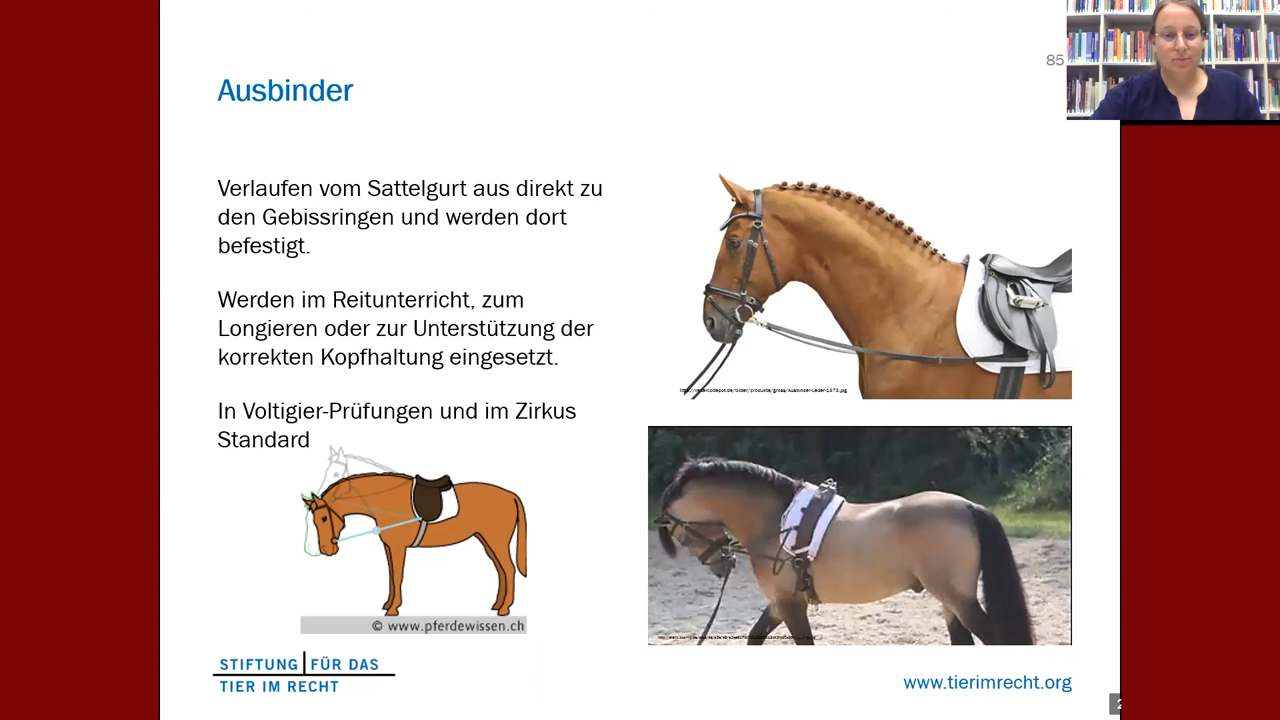 85
Ausbinder
Verlaufen vom Sattelgurt aus direkt zu
den Gebissringen und werden dort
befestigt.
Werden im Reitunterricht, zum
Longieren oder zur Unterstützung der
korrekten Kopfhaltung eingesetzt.
In Voltigier-Prüfungen und im Zirkus
Standard
© www.pferdewissen.ch
STIFTUNG FÜR DAS
TIER IM RECHT
www.tierimrecht.org